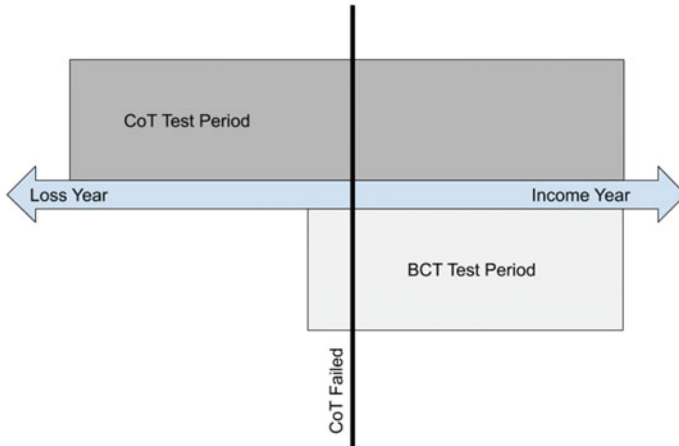 CoT Test Period
Loss Year
Income Year
BCT Test Period
CoT Failed